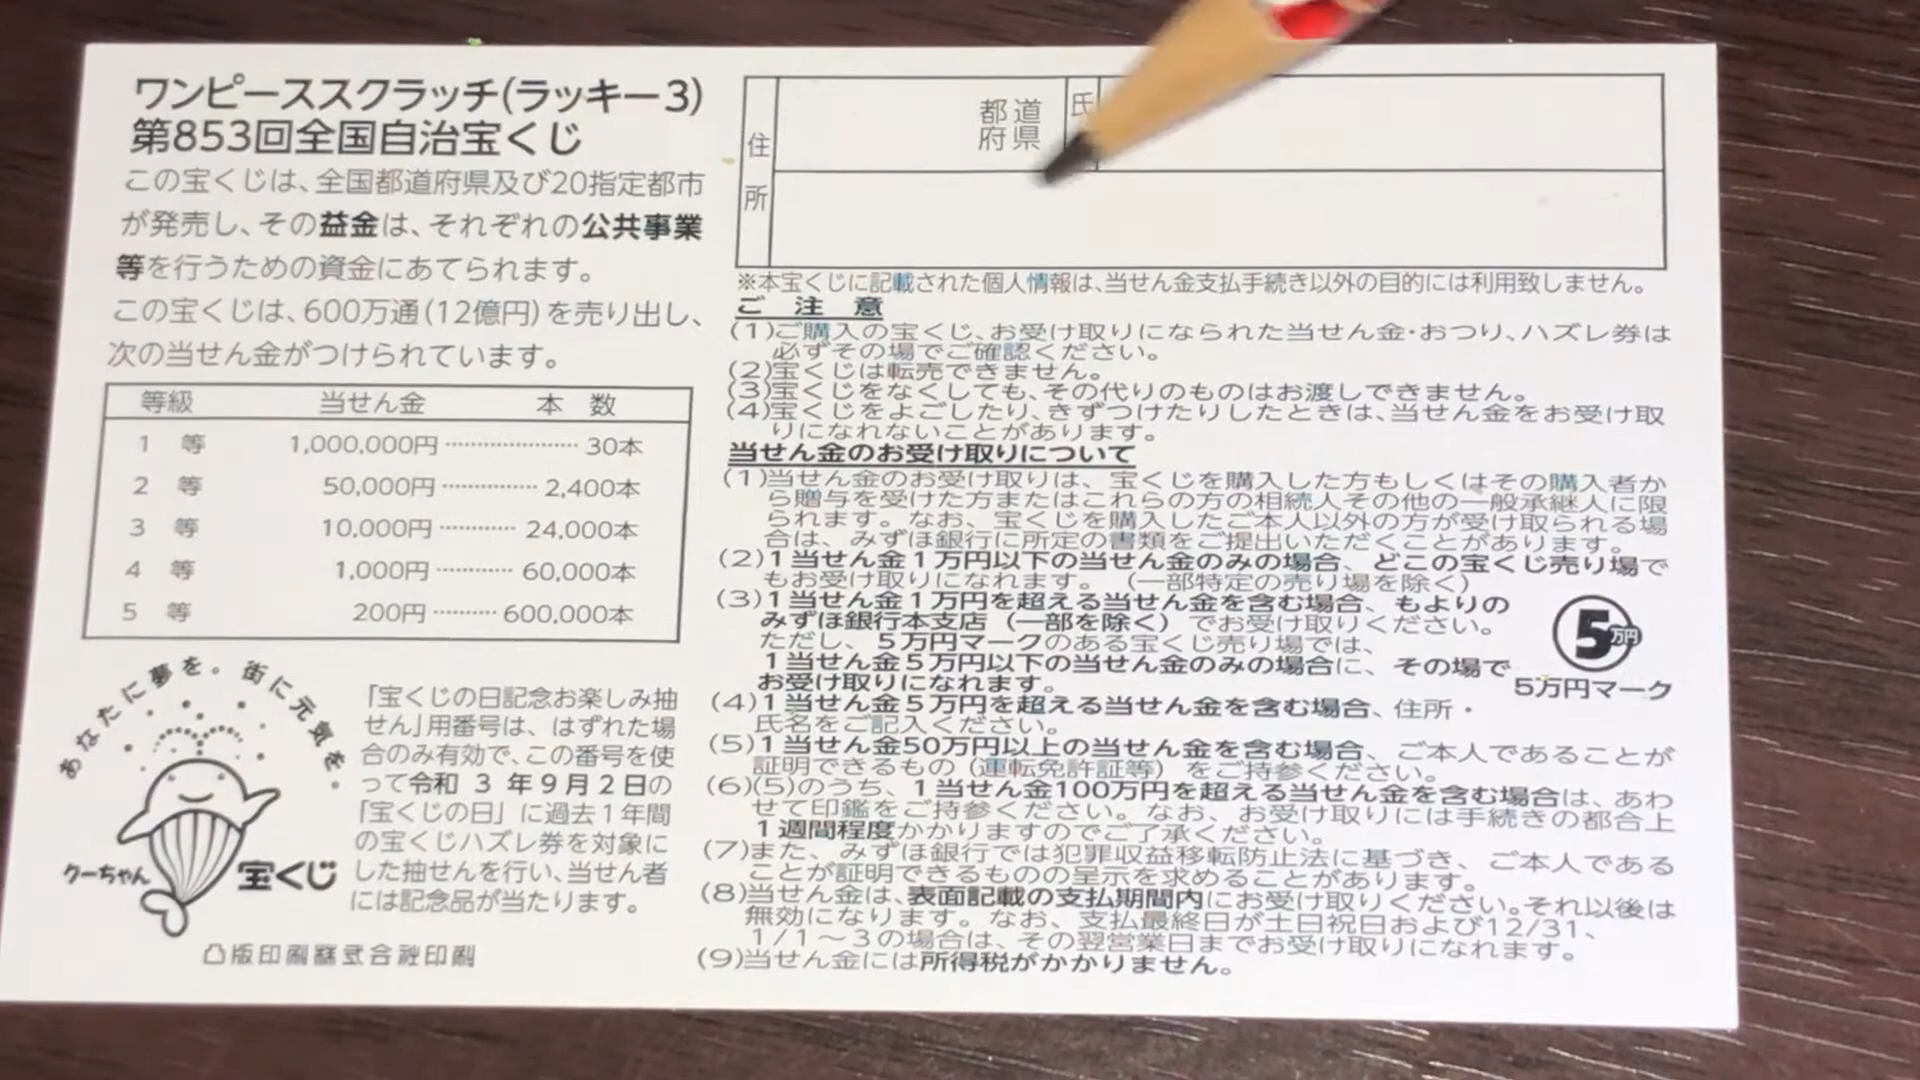 ワンピーススクラッチ(ラッキー3)
第853回全国自治宝くじ
この宝くじは、全国都道府県及び20指定都市
が発売し、その益金は、それぞれの公共事業
等を行うための資金にあてられます。
この宝くじは、600万通(12億円)を売り出し、
次の当せん金がつけられています。
等級 当せん金 本 数
1 等 1,000,000円 ………… 30本
2 等 50,000円 ………… 2,400本
3 等 10,000円 ………… 24,000本
4 等 1,000円 ………… 60,000本
5 等 200円 ………… 600,000本
あなたに夢を。街に元気を。
クーちゃん
宝くじ
「宝くじの日記念お楽しみ抽
せん」用番号は、はずれた場
合のみ有効で、この番号を使
って令和 3 年9月2日の
「宝くじの日」に過去1年間
の宝くじハズレ券を対象に
した抽せんを行い、当せん者
には記念品が当たります。
凸版印刷株式会社印刷
住所
都道府県
氏
※本宝くじに記載された個人情報は、当せん金支払手続き以外の目的には利用致しません。
ご 注 意
(1)ご購入の宝くじ、お受け取りになられた当せん金・おつり、ハズレ券は
必ずその場でご確認ください。
(2)宝くじは転売できません。
(3)宝くじをなくしても、その代りのものはお渡しできません。
(4)宝くじをよごしたり、きずつけたりしたときは、当せん金をお受け取
りになれないことがあります。
当せん金のお受け取りについて
(1)当せん金のお受け取りは、宝くじを購入した方もしくはその購入者か
ら贈与を受けた方またはこれらの方の相続人その他の一般承継人に限
られます。なお、宝くじを購入したご本人以外の方が受け取られる場
合は、みずほ銀行に所定の書類をご提出いただくことがあります。
(2)1当せん金1万円以下の当せん金のみの場合、どこの宝くじ売り場で
もお受け取りになれます。(一部特定の売り場を除く)
(3)1当せん金1万円を超える当せん金を含む場合、もよりの
みずほ銀行本支店(一部を除く)でお受け取りください。
ただし、5万円マークのある宝くじ売り場では、
1当せん金5万円以下の当せん金のみの場合に、その場で
お受け取りになれます。
5万円
5万円マーク
(4)1当せん金5万円を超える当せん金を含む場合、住所・
氏名をご記入ください。
(5)1当せん金50万円以上の当せん金を含む場合、ご本人であることが
証明できるもの(運転免許証等)をご持参ください。
(6)(5)のうち、1当せん金100万円を超える当せん金を含む場合は、あわ
せて印鑑をご持参ください。なお、お受け取りには手続きの都合上
1週間程度かかりますのでご了承ください。
(7)また、みずほ銀行では犯罪収益移転防止法に基づき、ご本人である
ことが証明できるものの呈示を求めることがあります。
(8)当せん金は、表面記載の支払期間内にお受け取りください。それ以後は
無効になります。なお、支払最終日が土日祝日および12/31、
1/1～3の場合は、その翌営業日までお受け取りになれます。
(9)当せん金には所得税がかかりません。